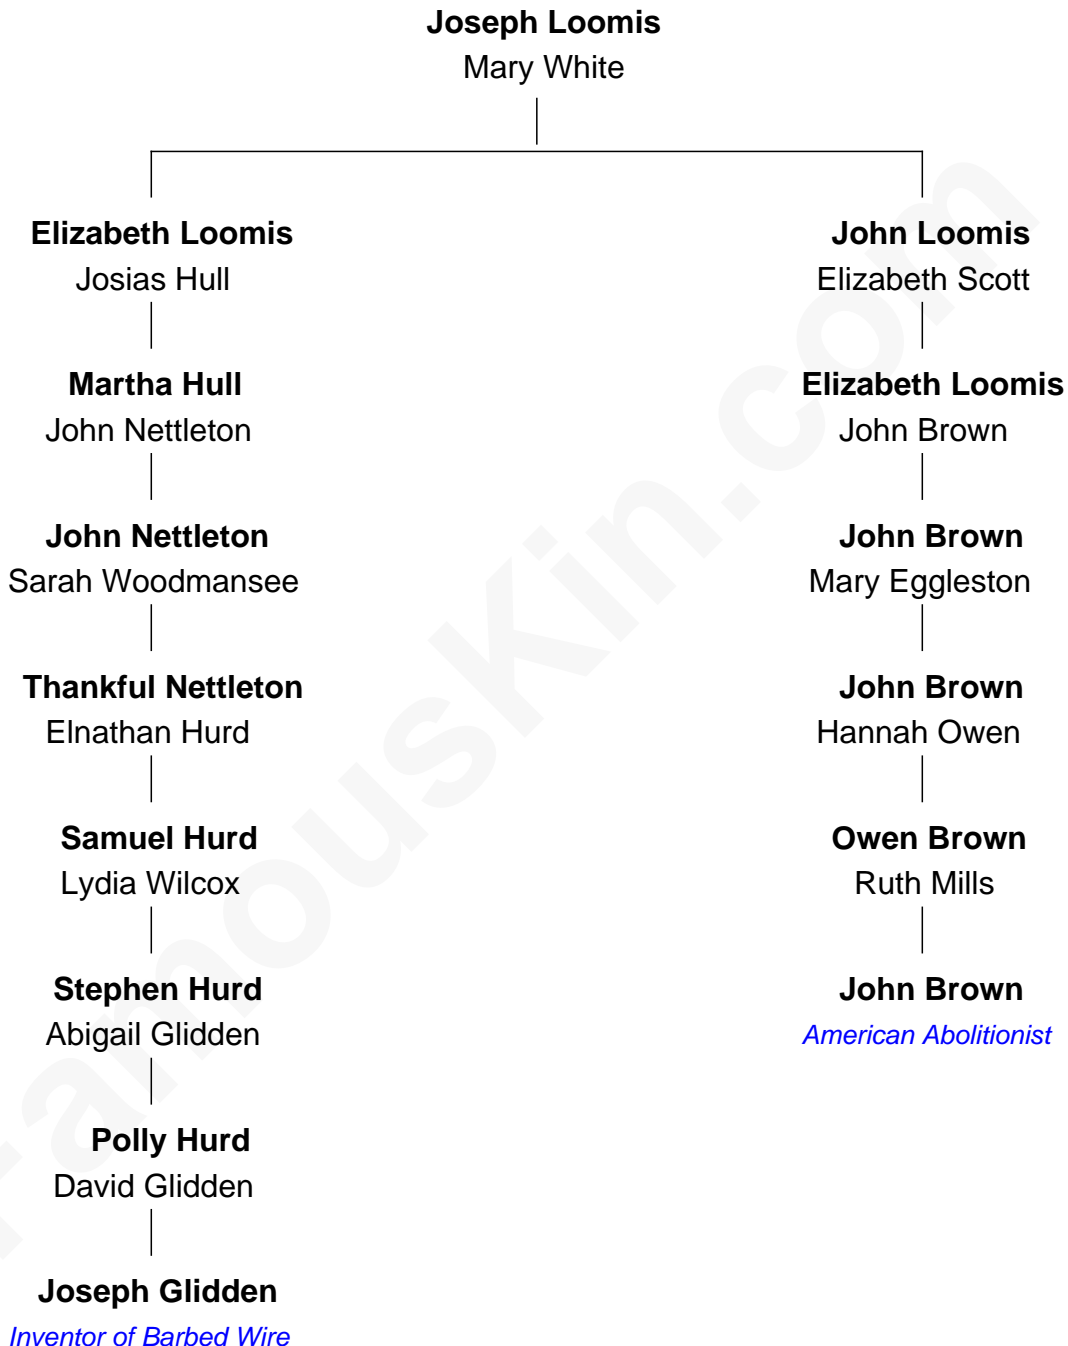 Joseph Loomis
Mary White
Elizabeth Loomis
Josias Hull
Martha Hull
John Nettleton
John Nettleton
Sarah Woodmansee
Thankful Nettleton
Elnathan Hurd
Samuel Hurd
Lydia Wilcox
Stephen Hurd
Abigail Glidden
Polly Hurd
David Glidden
Joseph Glidden
Inventor of Barbed Wire
John Loomis
Elizabeth Scott
Elizabeth Loomis
John Brown
John Brown
Mary Eggleston
John Brown
Hannah Owen
Owen Brown
Ruth Mills
John Brown
American Abolitionist
FamousKin.com